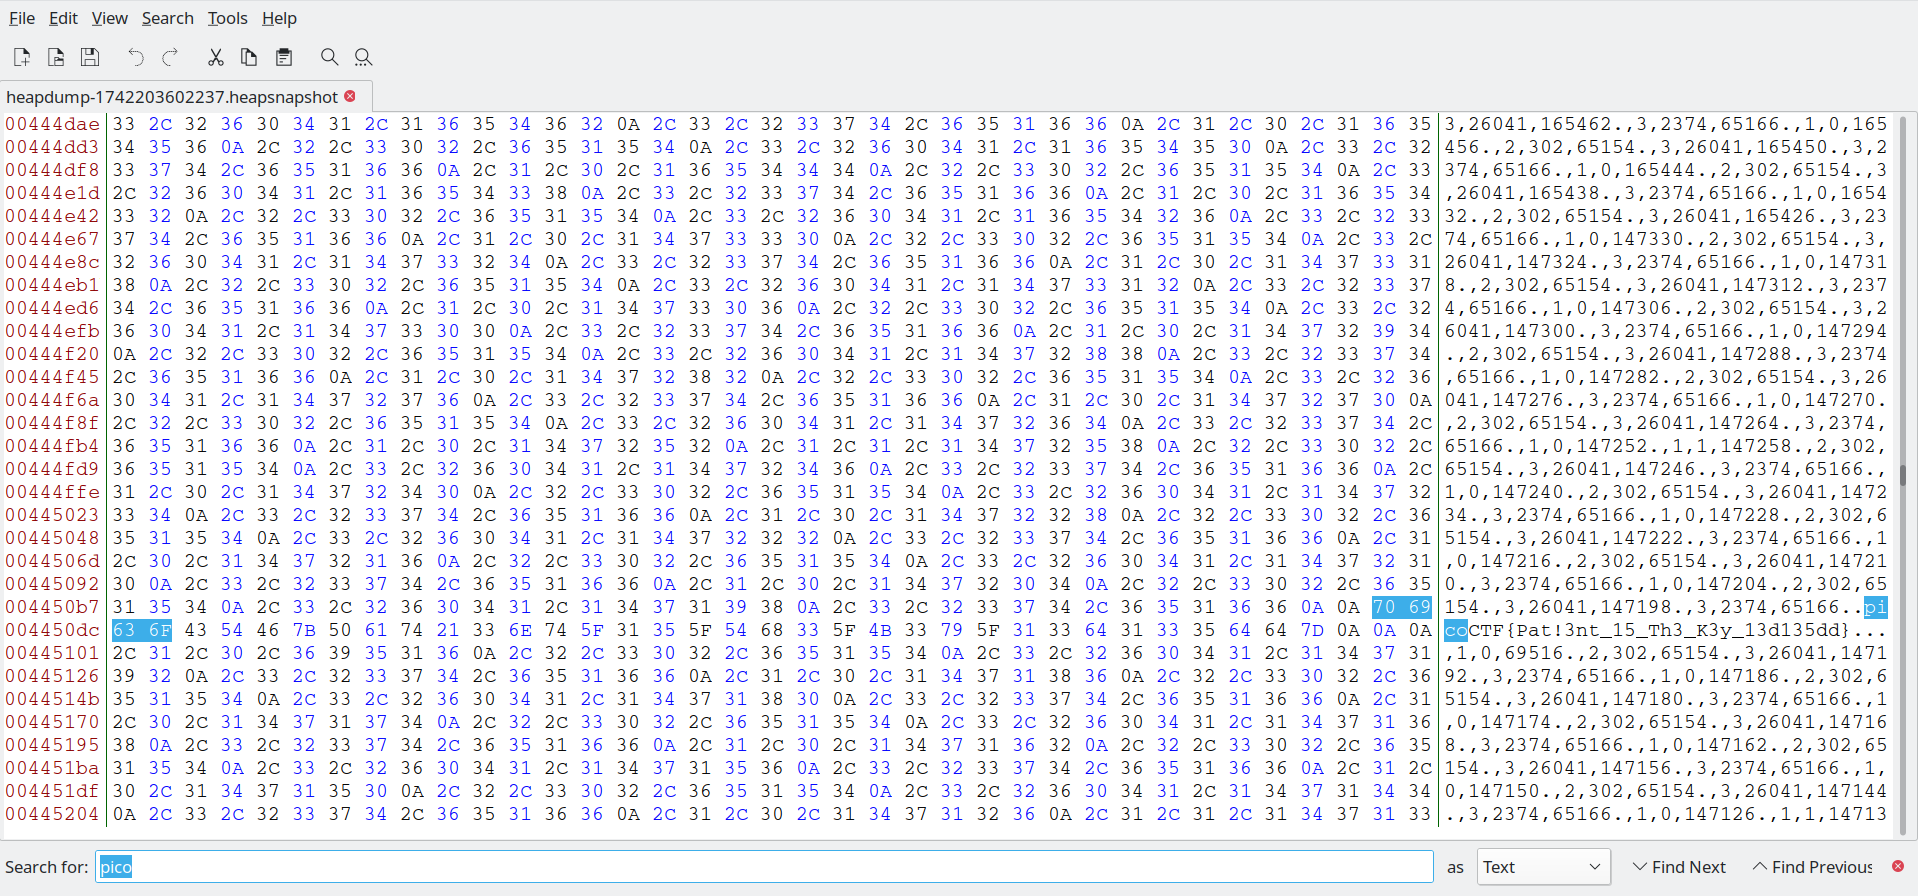 File Edit View Search Tools Help
heapdump-1742203602237.heapsnapshot
00444dae 33 2C 32 36 30 34 31 2C 31 36 35 34 36 32 0A 2C 33 2C 32 33 37 34 2C 36 35 31 36 36 0A 2C 31 2C 30 2C 31 36 35 3,26041,165462.,3,2374,65166.,1,0,165
00444dd3 34 35 36 0A 2C 32 2C 33 30 32 2C 36 35 31 35 34 0A 2C 33 2C 32 36 30 34 31 2C 31 36 35 34 35 30 0A 2C 33 2C 32 456.,2,302,65154.,3,26041,165450.,3,2
00444df8 33 37 34 2C 36 35 31 36 36 0A 2C 31 2C 30 2C 31 36 35 34 34 34 0A 2C 32 2C 33 30 32 2C 36 35 31 35 34 0A 2C 33 374,65166.,1,0,165444.,2,302,65154.,3
00444e1d 2C 32 36 30 34 31 2C 31 36 35 34 33 38 0A 2C 33 2C 32 33 37 34 2C 36 35 31 36 36 0A 2C 31 2C 30 2C 31 36 35 34 ,26041,165438.,3,2374,65166.,1,0,1654
00444e42 33 32 0A 2C 32 2C 33 30 32 2C 36 35 31 35 34 0A 2C 33 2C 32 36 30 34 31 2C 31 36 35 34 32 36 0A 2C 33 2C 32 33 32.,2,302,65154.,3,26041,165426.,3,23
00444e67 37 34 2C 36 35 31 36 36 0A 2C 31 2C 30 2C 31 34 37 33 33 30 0A 2C 32 2C 33 30 32 2C 36 35 31 35 34 0A 2C 33 2C 74,65166.,1,0,147330.,2,302,65154.,3,
00444e8c 32 36 30 34 31 2C 31 34 37 33 32 34 0A 2C 33 2C 32 33 37 34 2C 36 35 31 36 36 0A 2C 31 2C 30 2C 31 34 37 33 31 26041,147324.,3,2374,65166.,1,0,14731
00444eb1 38 0A 2C 32 2C 33 30 32 2C 36 35 31 35 34 0A 2C 33 2C 32 36 30 34 31 2C 31 34 37 33 31 32 0A 2C 33 2C 32 33 37 8.,2,302,65154.,3,26041,147312.,3,237
00444ed6 34 2C 36 35 31 36 36 0A 2C 31 2C 30 2C 31 34 37 33 30 36 0A 2C 32 2C 33 30 32 2C 36 35 31 35 34 0A 2C 33 2C 32 4,65166.,1,0,147306.,2,302,65154.,3,2
00444efb 36 30 34 31 2C 31 34 37 33 30 30 0A 2C 33 2C 32 33 37 34 2C 36 35 31 36 36 0A 2C 31 2C 30 2C 31 34 37 32 39 34 6041,147300.,3,2374,65166.,1,0,147294
00444f20 0A 2C 32 2C 33 30 32 2C 36 35 31 35 34 0A 2C 33 2C 32 36 30 34 31 2C 31 34 37 32 38 38 0A 2C 33 2C 32 33 37 34 .,2,302,65154.,3,26041,147288.,3,2374
00444f45 2C 36 35 31 36 36 0A 2C 31 2C 30 2C 31 34 37 32 38 32 0A 2C 32 2C 33 30 32 2C 36 35 31 35 34 0A 2C 33 2C 32 36 ,65166.,1,0,147282.,2,302,65154.,3,26
00444f6a 30 34 31 2C 31 34 37 32 37 36 0A 2C 33 2C 32 33 37 34 2C 36 35 31 36 36 0A 2C 31 2C 30 2C 31 34 37 32 37 30 0A 041,147276.,3,2374,65166.,1,0,147270.
00444f8f 2C 32 2C 33 30 32 2C 36 35 31 35 34 0A 2C 33 2C 32 36 30 34 31 2C 31 34 37 32 36 34 0A 2C 33 2C 32 33 37 34 2C ,2,302,65154.,3,26041,147264.,3,2374,
00444fb4 36 35 31 36 36 0A 2C 31 2C 30 2C 31 34 37 32 35 32 0A 2C 31 2C 31 2C 31 34 37 32 35 38 0A 2C 32 2C 33 30 32 2C 65166.,1,0,147252.,1,1,147258.,2,302,
00444fd9 36 35 31 35 34 0A 2C 33 2C 32 36 30 34 31 2C 31 34 37 32 34 36 0A 2C 33 2C 32 33 37 34 2C 36 35 31 36 36 0A 2C 65154.,3,26041,147246.,3,2374,65166.,
00444ffe 31 2C 30 2C 31 34 37 32 34 30 0A 2C 32 2C 33 30 32 2C 36 35 31 35 34 0A 2C 33 2C 32 36 30 34 31 2C 31 34 37 32 1,0,147240.,2,302,65154.,3,26041,1472
00445023 33 34 0A 2C 33 2C 32 33 37 34 2C 36 35 31 36 36 0A 2C 31 2C 30 2C 31 34 37 32 32 38 0A 2C 32 2C 33 30 32 2C 36 34.,3,2374,65166.,1,0,147228.,2,302,6
00445048 35 31 35 34 0A 2C 33 2C 32 36 30 34 31 2C 31 34 37 32 32 32 0A 2C 33 2C 32 33 37 34 2C 36 35 31 36 36 0A 2C 31 5154.,3,26041,147222.,3,2374,65166.,1
0044506d 2C 30 2C 31 34 37 32 31 36 0A 2C 32 2C 33 30 32 2C 36 35 31 35 34 0A 2C 33 2C 32 36 30 34 31 2C 31 34 37 32 31 ,0,147216.,2,302,65154.,3,26041,14721
00445092 30 0A 2C 33 2C 32 33 37 34 2C 36 35 31 36 36 0A 2C 31 2C 30 2C 31 34 37 32 30 34 0A 2C 32 2C 33 30 32 2C 36 35 0.,3,2374,65166.,1,0,147204.,2,302,65
004450b7 31 35 34 0A 2C 33 2C 32 36 30 34 31 2C 31 34 37 31 39 38 0A 2C 33 2C 32 33 37 34 2C 36 35 31 36 36 0A 0A 70 69 154.,3,26041,147198.,3,2374,65166..pi
004450dc 63 6F 43 54 46 7B 50 61 74 21 33 6E 74 5F 31 35 5F 54 68 33 5F 4B 33 79 5F 31 33 64 31 33 35 64 64 7D 0A 0A 0A coCTF{Pat!3nt_15_Th3_K3y_13d135dd}...
00445101 2C 31 2C 30 2C 36 39 35 31 36 0A 2C 32 2C 33 30 32 2C 36 35 31 35 34 0A 2C 33 2C 32 36 30 34 31 2C 31 34 37 31 ,1,0,69516.,2,302,65154.,3,26041,1471
00445126 39 32 0A 2C 33 2C 32 33 37 34 2C 36 35 31 36 36 0A 2C 31 2C 30 2C 31 34 37 31 38 36 0A 2C 32 2C 33 30 32 2C 36 92.,3,2374,65166.,1,0,147186.,2,302,6
0044514b 35 31 35 34 0A 2C 33 2C 32 36 30 34 31 2C 31 34 37 31 38 30 0A 2C 33 2C 32 33 37 34 2C 36 35 31 36 36 0A 2C 31 5154.,3,26041,147180.,3,2374,65166.,1
00445170 2C 30 2C 31 34 37 31 37 34 0A 2C 32 2C 33 30 32 2C 36 35 31 35 34 0A 2C 33 2C 32 36 30 34 31 2C 31 34 37 31 36 ,0,147174.,2,302,65154.,3,26041,14716
00445195 38 0A 2C 33 2C 32 33 37 34 2C 36 35 31 36 36 0A 2C 31 2C 30 2C 31 34 37 31 36 32 0A 2C 32 2C 33 30 32 2C 36 35 8.,3,2374,65166.,1,0,147162.,2,302,65
004451ba 31 35 34 0A 2C 33 2C 32 36 30 34 31 2C 31 34 37 31 35 36 0A 2C 33 2C 32 33 37 34 2C 36 35 31 36 36 0A 2C 31 2C 154.,3,26041,147156.,3,2374,65166.,1,
004451df 30 2C 31 34 37 31 35 30 0A 2C 32 2C 33 30 32 2C 36 35 31 35 34 0A 2C 33 2C 32 36 30 34 31 2C 31 34 37 31 34 34 0,147150.,2,302,65154.,3,26041,147144
00445204 0A 2C 33 2C 32 33 37 34 2C 36 35 31 36 36 0A 2C 31 2C 30 2C 31 34 37 31 32 36 0A 2C 31 2C 31 2C 31 34 37 31 33 .,3,2374,65166.,1,0,147126.,1,1,14713
Search for: pico as Text Find Next Find Previous